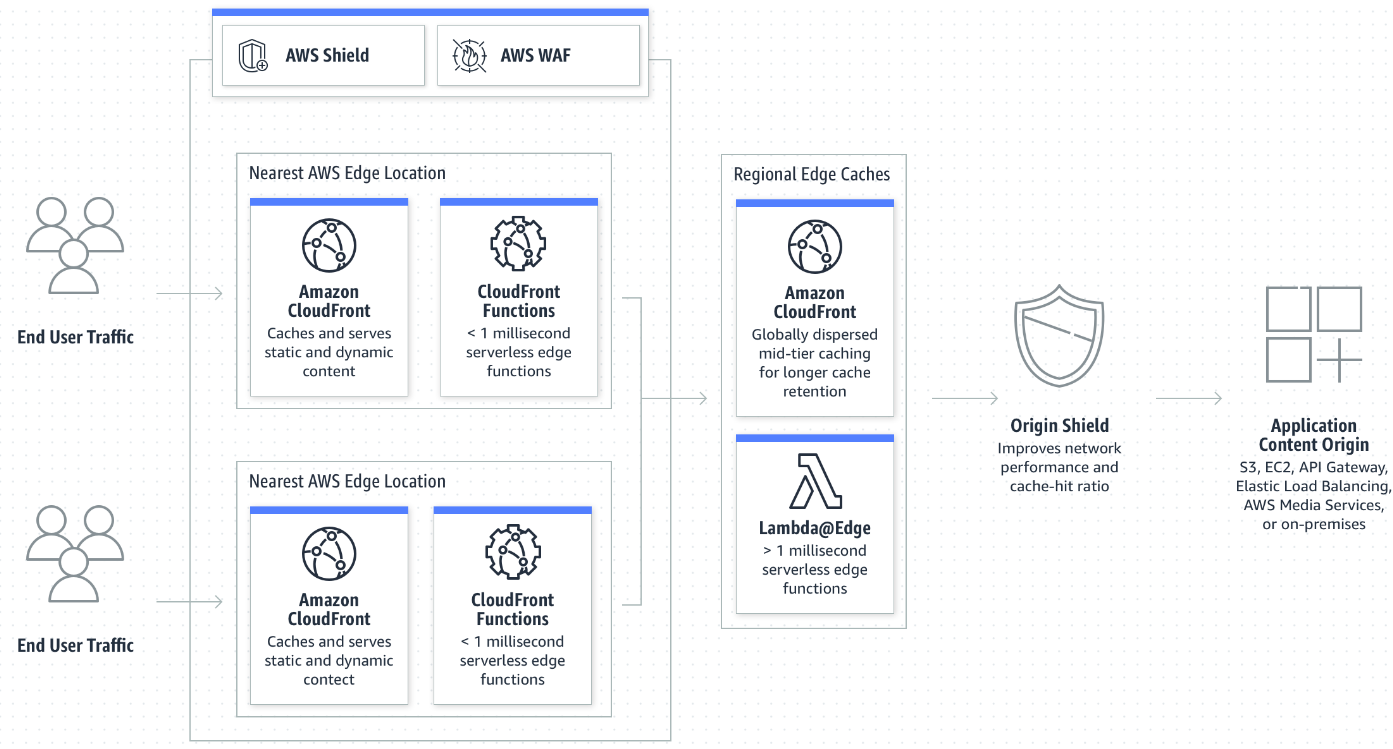 AWS Shield
AWS WAF
Nearest AWS Edge Location
Amazon
CloudFront
Caches and serves
static and dynamic
content
CloudFront
Functions
< 1 millisecond
serverless edge
functions
End User Traffic
Nearest AWS Edge Location
Amazon
CloudFront
Caches and serves
static and dynamic
contect
CloudFront
Functions
< 1 millisecond
serverless edge
functions
End User Traffic
Regional Edge Caches
Amazon
CloudFront
Globally dispersed
mid-tier caching
for longer cache
retention
Lambda@Edge
> 1 millisecond
serverless edge
functions
Origin Shield
Improves network
performance and
cache-hit ratio
Application
Content Origin
S3, EC2, API Gateway,
Elastic Load Balancing,
AWS Media Services,
or on-premises